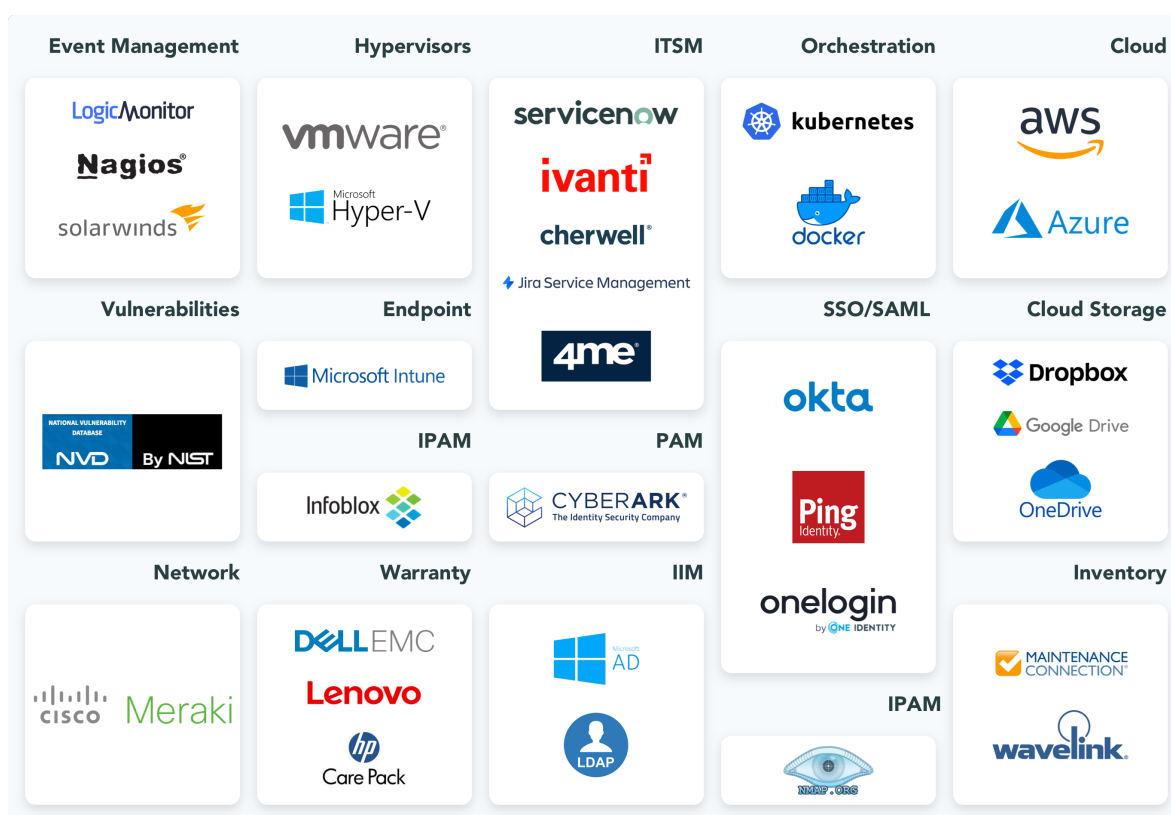 Event Management
LogicMonitor
Nagios®
solarwinds
Hypervisors
vmware®
Microsoft
Hyper-V
ITSM
servicenow
ivanti
cherwell®
Jira Service Management
4me®
Orchestration
kubernetes
docker
Cloud
aws
Azure
Vulnerabilities
NATIONAL VULNERABILITY
DATABASE
NVD By NIST
Endpoint
Microsoft Intune
SSO/SAML
okta
Ping
Identity.
onelogin
by ONE IDENTITY
Cloud Storage
Dropbox
Google Drive
OneDrive
IPAM
Infoblox
PAM
CYBERARK®
The Identity Security Company
Network
CISCO Meraki
Warranty
DELLEMC
Lenovo
hp
Care Pack
IIM
Microsoft
AD
LDAP
IPAM
NMAP.ORG
Inventory
MAINTENANCE
CONNECTION®
wavelink.